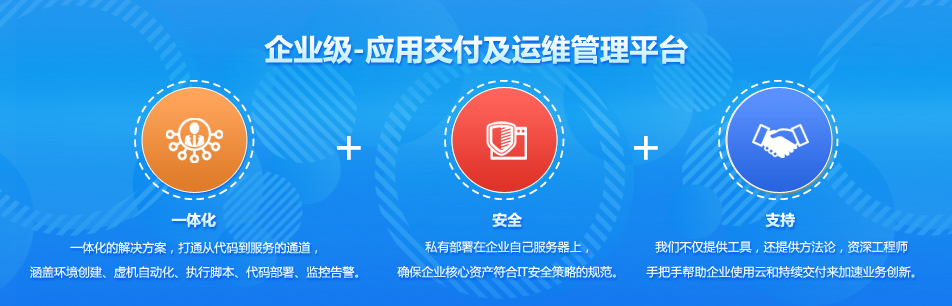 企业级-应用交付及运维管理平台
一体化
一体化的解决方案，打通从代码到服务的通道，
涵盖环境创建、虚机自动化、执行脚本、代码部署、监控告警。
安全
私有部署在企业自己服务器上，
确保企业核心资产符合IT安全策略的规范。
支持
我们不仅提供工具，还提供方法论，资深工程师
手把手帮助企业使用云和持续交付来加速业务创新。